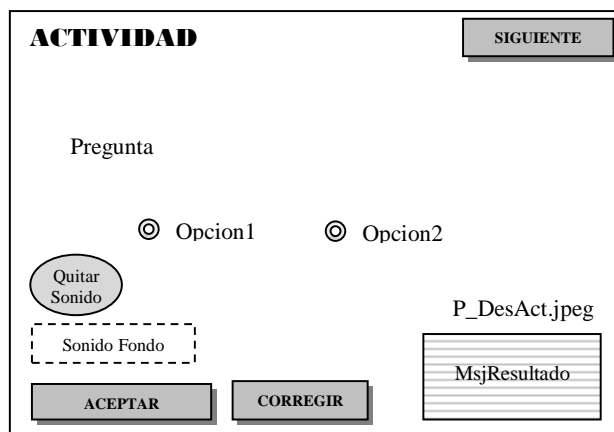 ACTIVIDAD
SIGUIENTE
Pregunta
Opcion1
Opcion2
Quitar
Sonido
P_DesAct.jpeg
Sonido Fondo
MsjResultado
ACEPTAR
CORREGIR